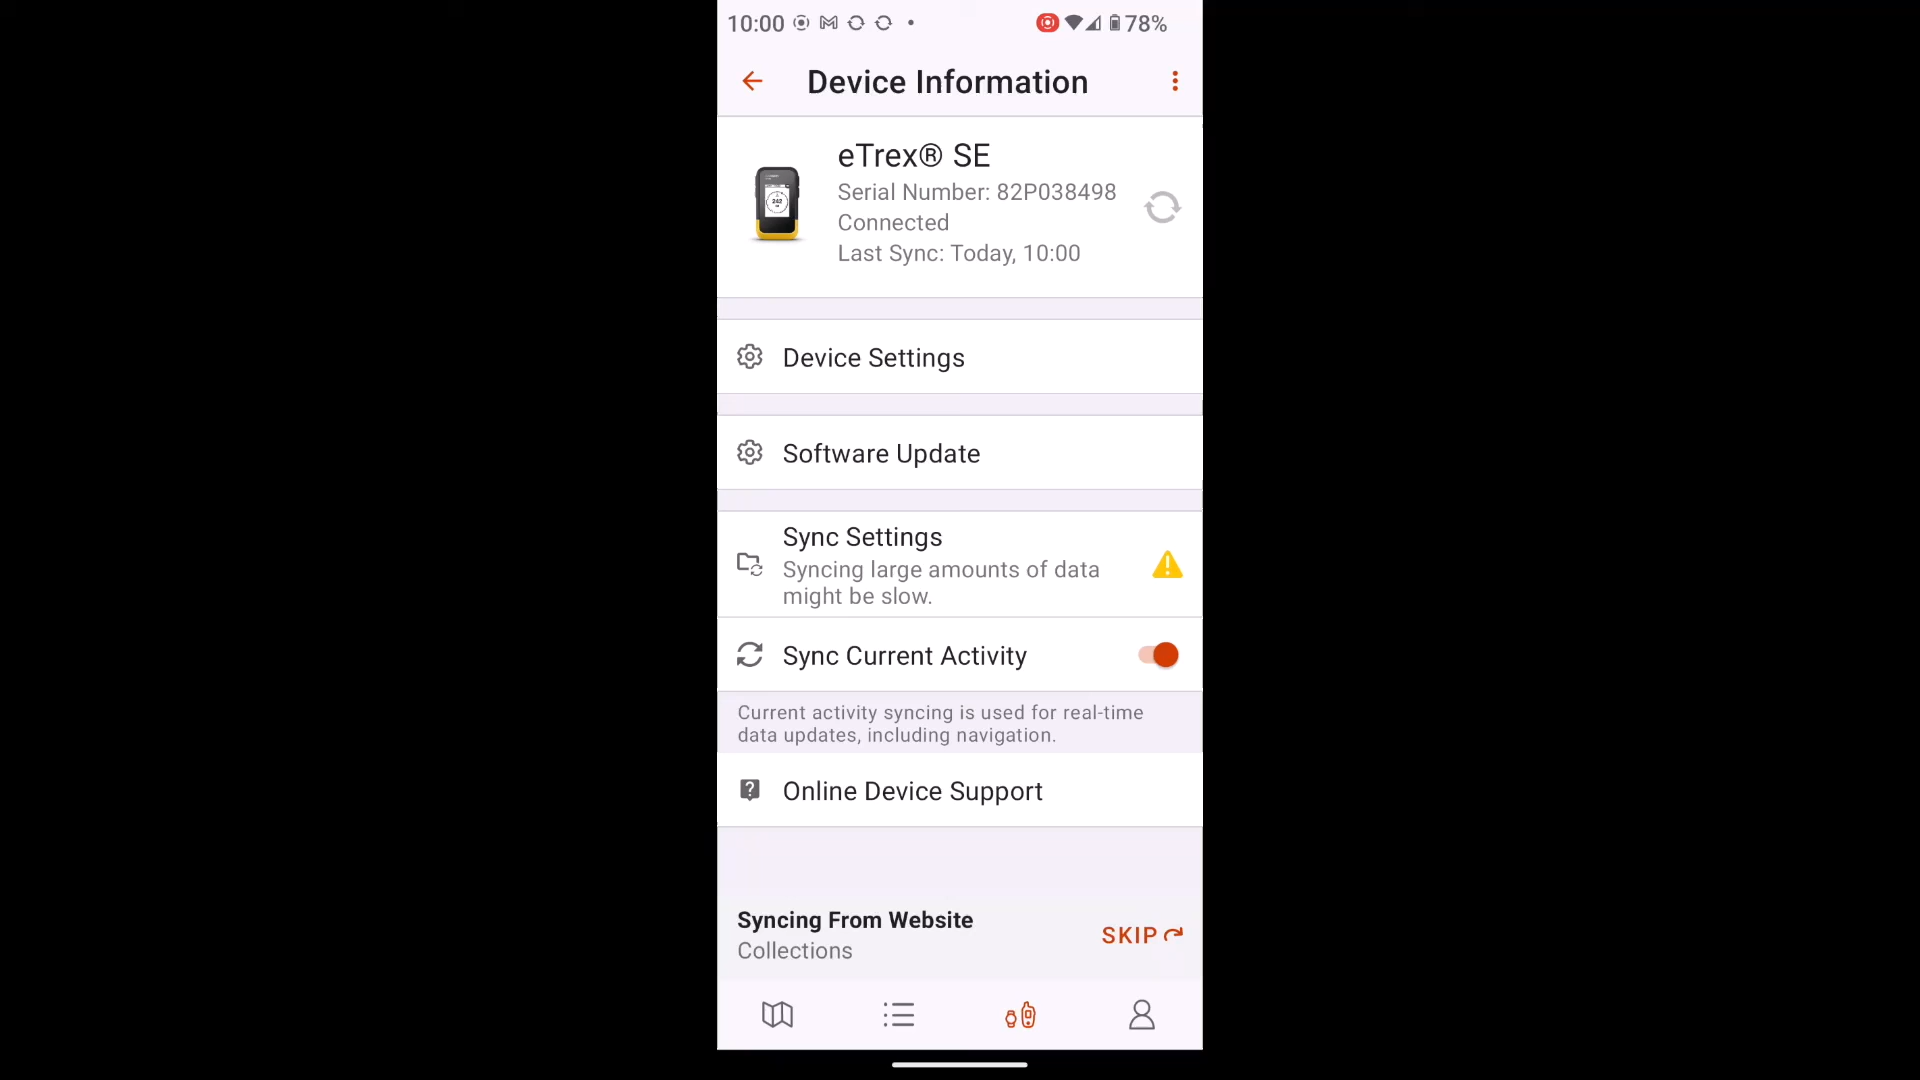 10:00
78%
Device Information
eTrex® SE
Serial Number: 82P038498
Connected
Last Sync: Today, 10:00
242
Device Settings
Software Update
Sync Settings
Syncing large amounts of data
might be slow.
Sync Current Activity
Current activity syncing is used for real-time
data updates, including navigation.
Online Device Support
Syncing From Website
Collections
SKIP